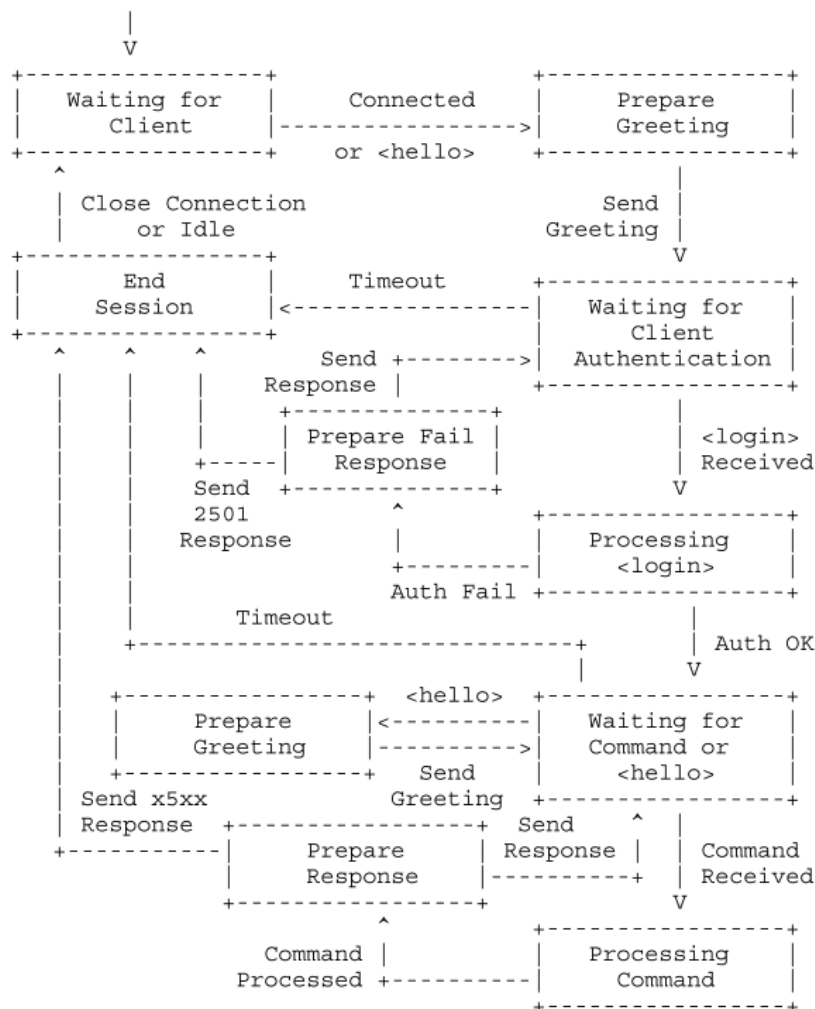 |
          V
+-----------------+                  +-----------------+
|   Waiting for   |     Connected    |     Prepare     |
|      Client     |----------------->|     Greeting    |
+-----------------+    or <hello>    +-----------------+
   ^                                           |
   | Close Connection                     Send |
   |     or Idle                      Greeting |
+-----------------+                            V
|       End       |     Timeout      +-----------------+
|     Session     |<-----------------|   Waiting for   |
+-----------------+                  |      Client     |
   ^    ^    ^         Send +-------->|  Authentication |
   |    |    |     Response |        +-----------------+
   |    |    |      +--------------+           |
   |    |    |      | Prepare Fail |           | <login>
   |    |    +------|   Response   |           | Received
   |    |     Send  +--------------+           V
   |    |     2501          ^        +-----------------+
   |    |    Response       |        |    Processing   |
   |    |                   +--------|      <login>    |
   |    |                  Auth Fail +-----------------+
   |    |       Timeout                         |
   |    +-------------------------------+       | Auth OK
   |                                    |       V
   |   +-----------------+  <hello>  +-----------------+
   |   |     Prepare     |<----------|   Waiting for   |
   |   |     Greeting    |---------->|   Command or    |
   |   +-----------------+   Send    |     <hello>     |
   | Send x5xx             Greeting  +-----------------+
   | Response  +-----------------+  Send    ^  |
   +-----------|     Prepare     | Response |  | Command
               |     Response    |----------+  | Received
               +-----------------+             V
                          ^          +-----------------+
                  Command |          |    Processing   |
                Processed +----------|     Command     |
                                     +-----------------+